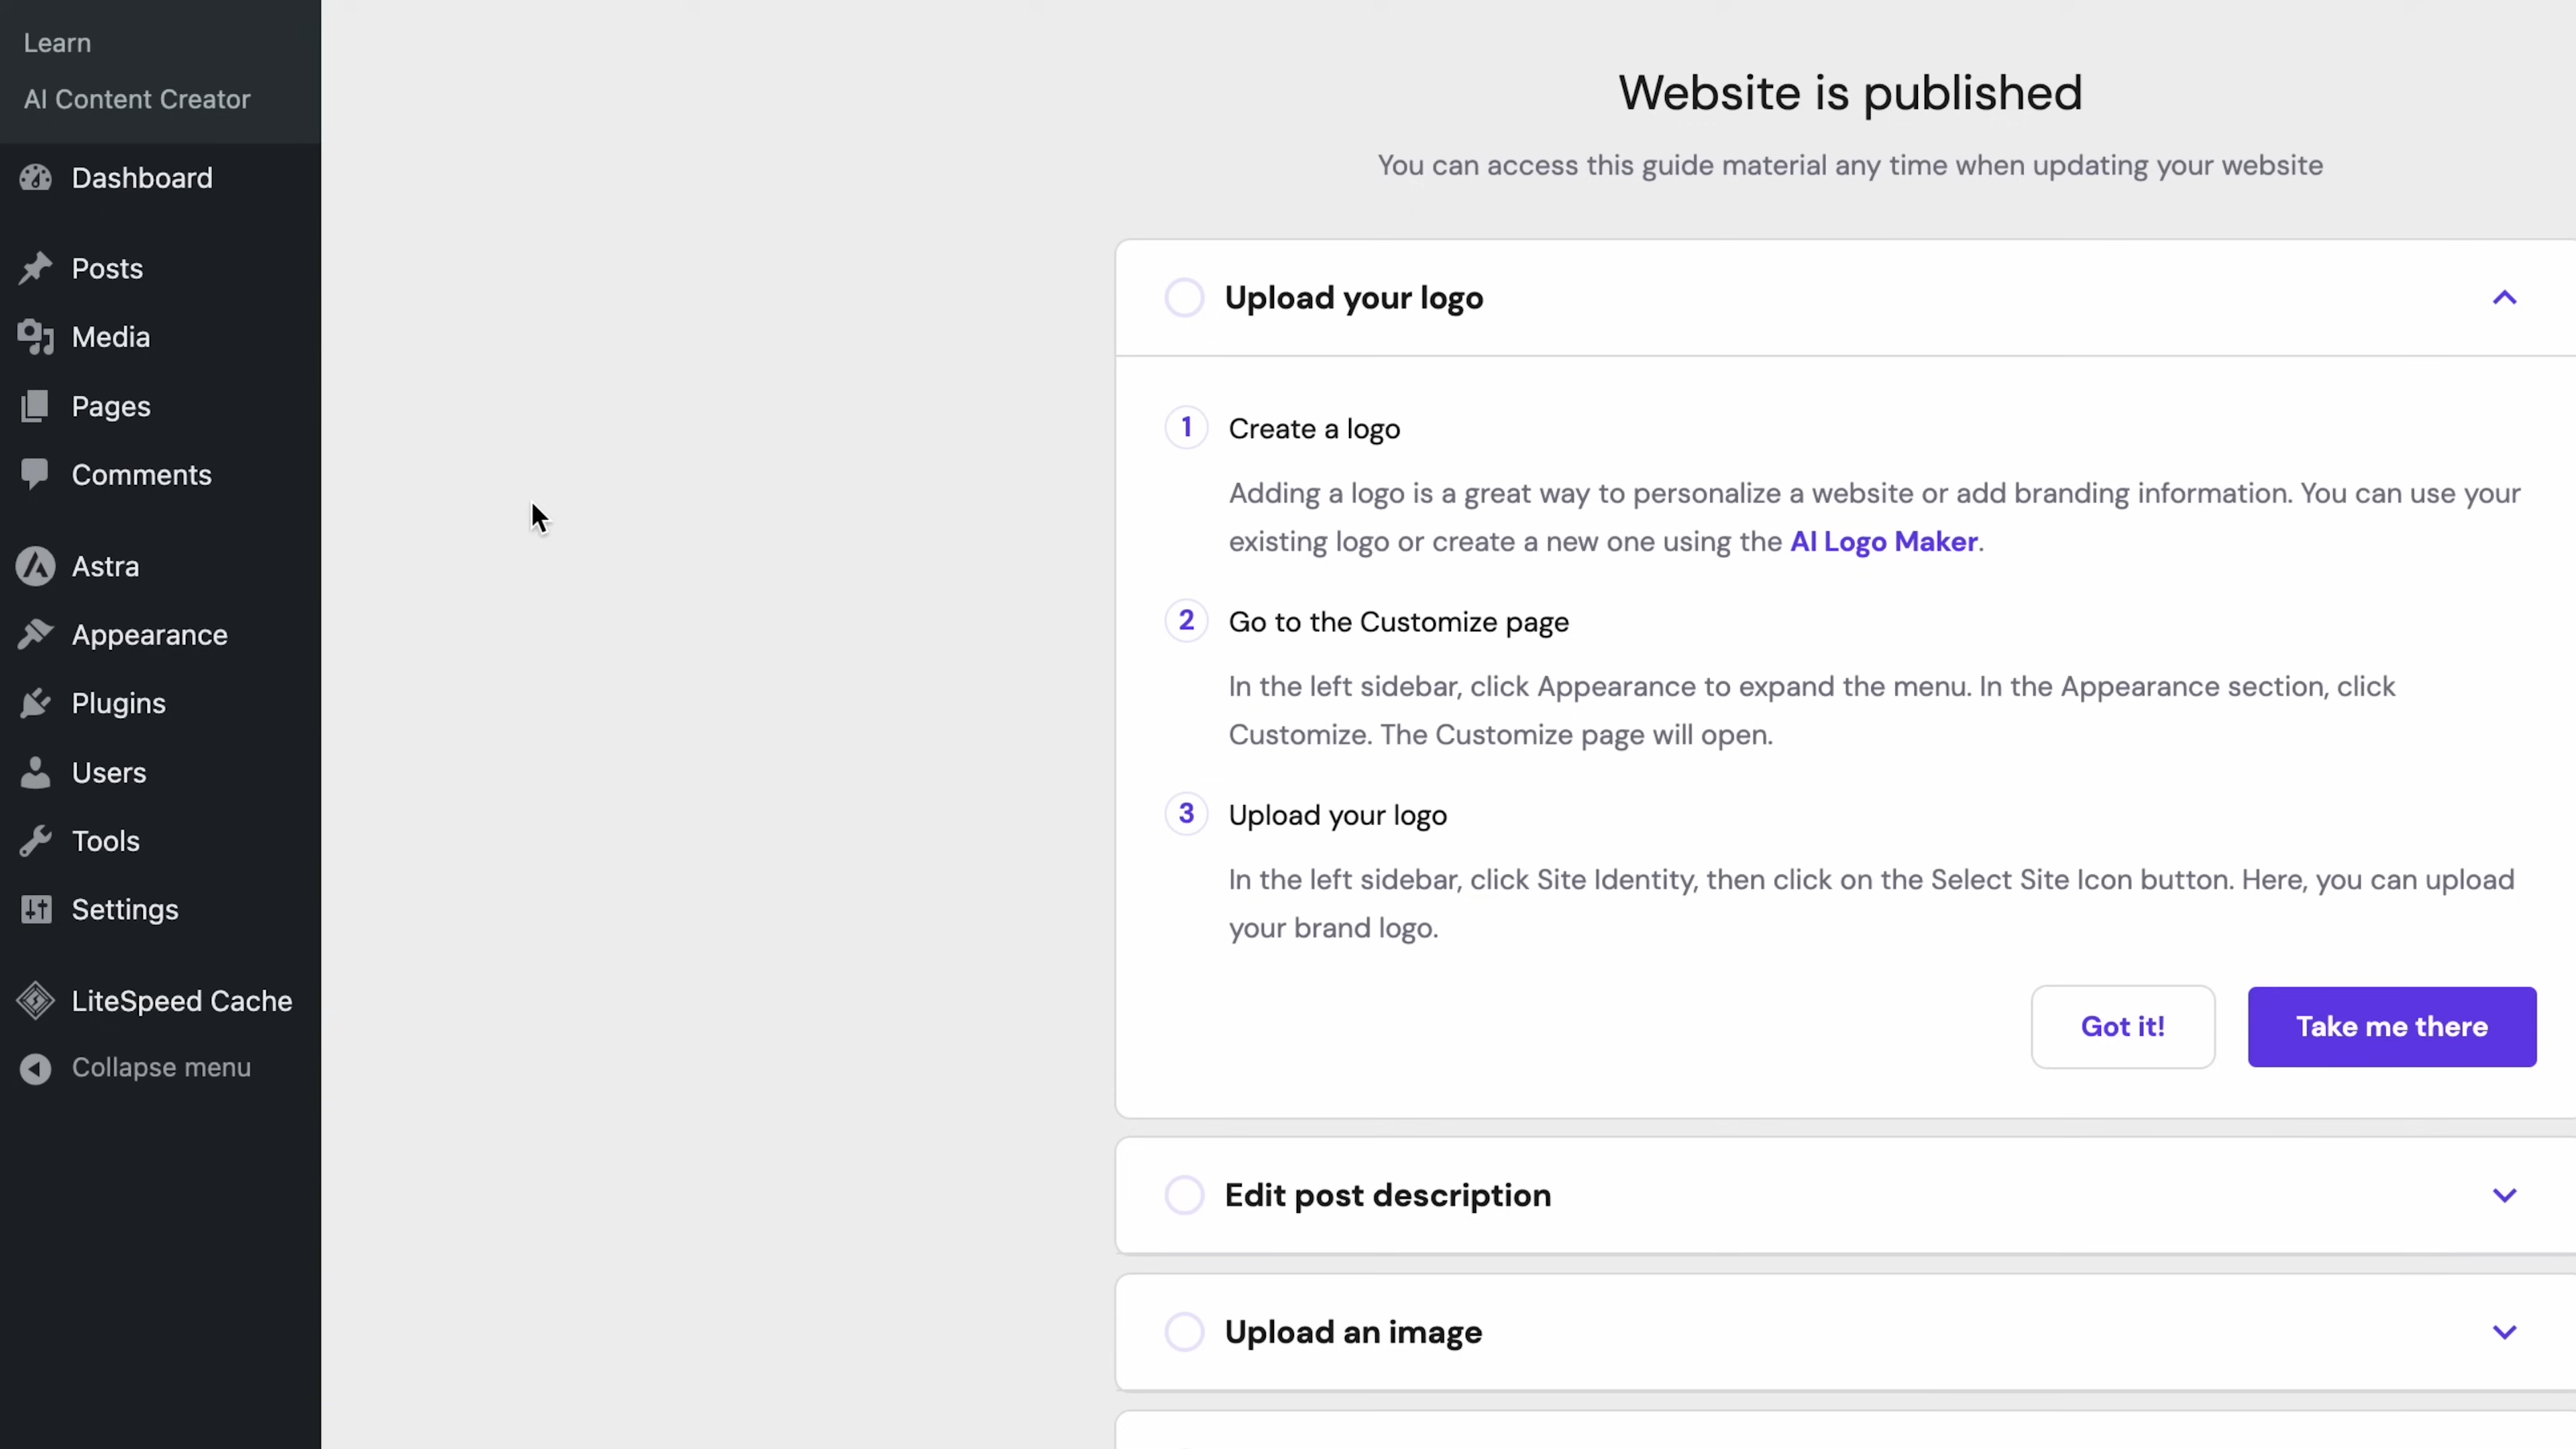 Learn
AI Content Creator
Dashboard
Posts
Media
Pages
Comments
Astra
Appearance
Plugins
Users
Tools
Settings
LiteSpeed Cache
Collapse menu
Website is published
You can access this guide material any time when updating your website
Upload your logo
1 Create a logo
Adding a logo is a great way to personalize a website or add branding information. You can use your
existing logo or create a new one using the AI Logo Maker.
2 Go to the Customize page
In the left sidebar, click Appearance to expand the menu. In the Appearance section, click
Customize. The Customize page will open.
3 Upload your logo
In the left sidebar, click Site Identity, then click on the Select Site Icon button. Here, you can upload
your brand logo.
Got it! Take me there
Edit post description
Upload an image